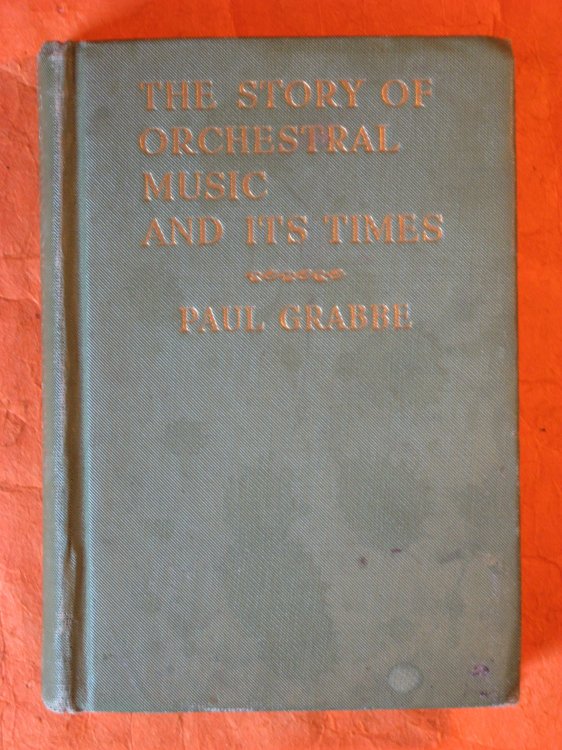 THE STORY OF
ORCHESTRAL
MUSIC
AND ITS TIMES
PAUL GRABBE